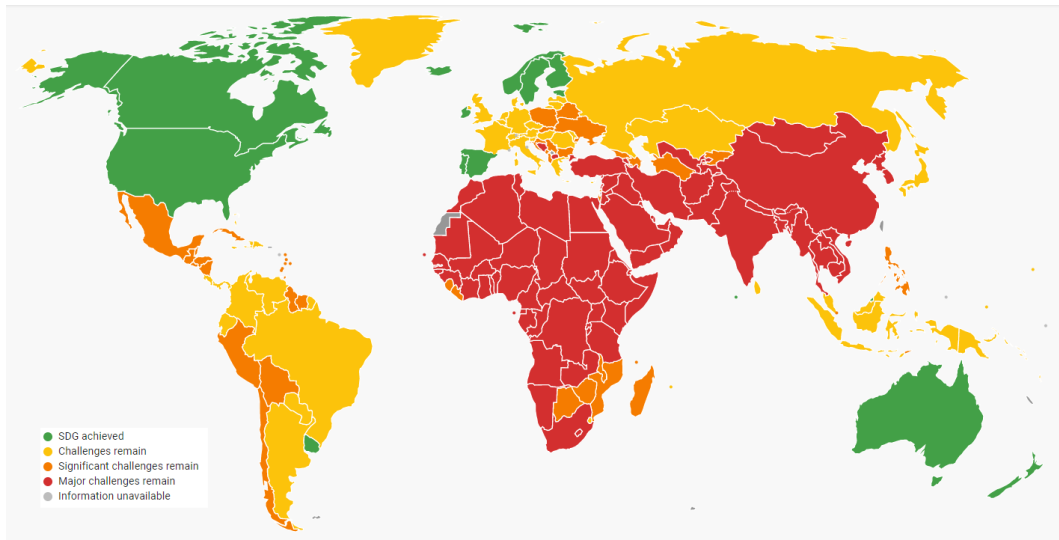 SDG achieved
Challenges remain
Significant challenges remain
Major challenges remain
Information unavailable